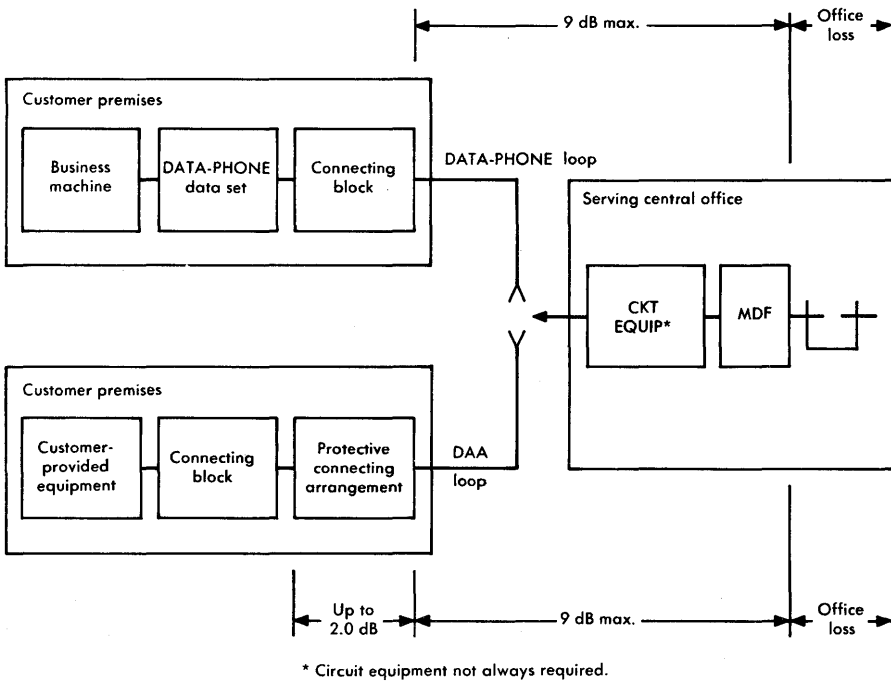 9 dB max.
Office
loss
Customer premises
Business
machine
DATA-PHONE
data set
Connecting
block
DATA-PHONE loop
Serving central office
CKT
EQUIP*
MDF
Customer premises
Customer-
provided
equipment
Connecting
block
Protective
connecting
arrangement
DAA
loop
Up to
2.0 dB
9 dB max.
Office
loss
* Circuit equipment not always required.